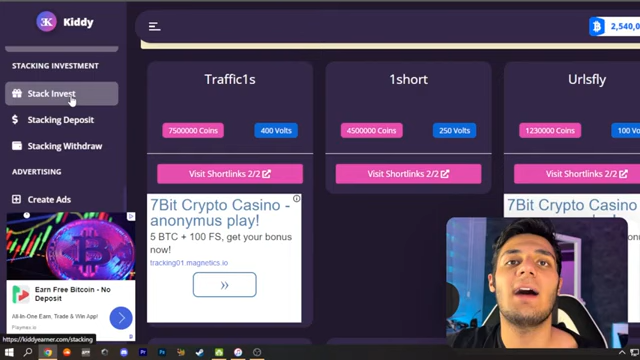 Kiddy
2,540,0
STACKING INVESTMENT
Stack Invest
Stacking Deposit
Stacking Withdraw
ADVERTISING
Create Ads
Traffic1s
7500000 Coins
400 Volts
Visit Shortlinks 2/2
1short
4500000 Coins
250 Volts
Visit Shortlinks 2/2
Urlsfly
1230000 Coins
100 Vo
Visit Shortlinks 2/2
7Bit Crypto Casino -
anonymous play!
5 BTC + 100 FS, get your bonus
now!
tracking01.magnetics.io
7Bit Crypto Casino -
Earn Free Bitcoin - No
Deposit
All-In-One Earn, Trade & Win App!
https://kiddyearner.com/stacking